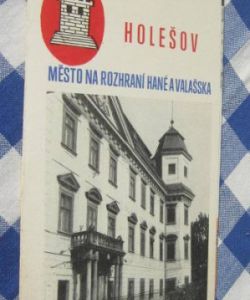 HOLEŠOV
MĚSTO NA ROZHRANÍ HANÉ A VALAŠSKA